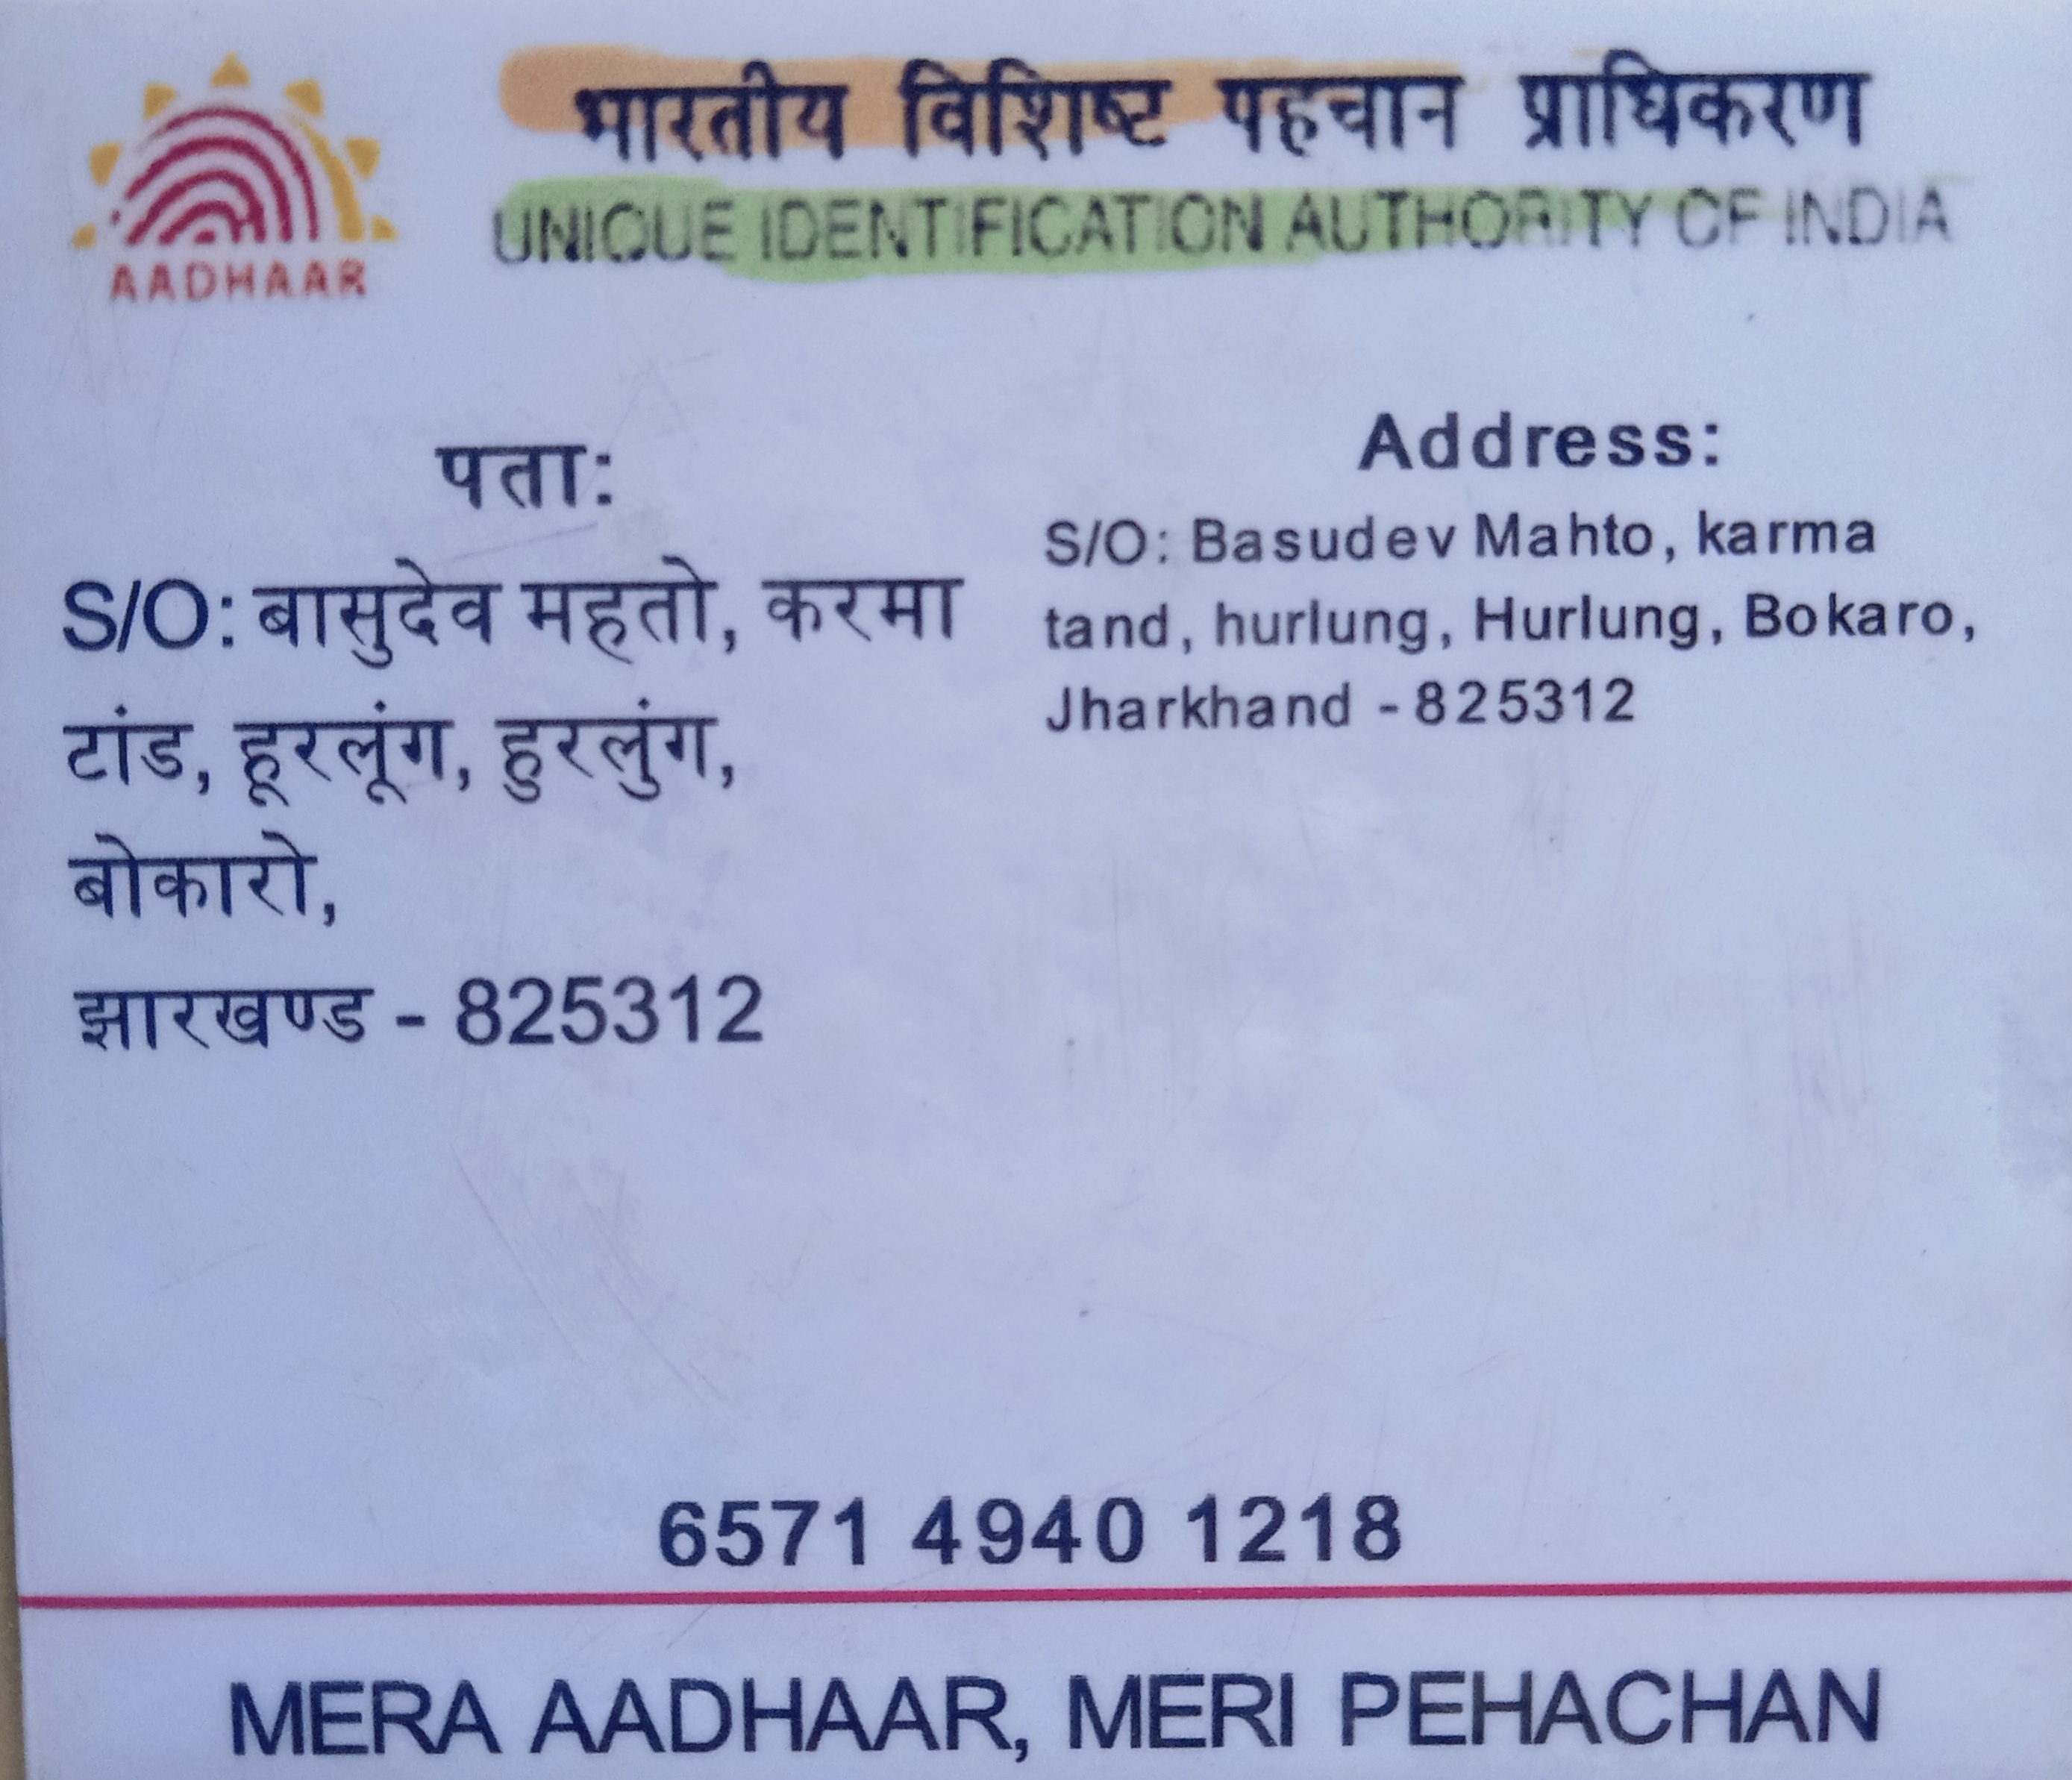 AADHAAR
भारतीय विशिष्ट पहचान प्राधिकरण
UNIQUE IDENTIFICATION AUTHORITY OF INDIA
पता:
S/O: बासुदेव महतो, करमा
टांड, हूरलूंग, हुरलुंग,
बोकारो,
झारखण्ड - 825312
Address:
S/O: Basudev Mahto, karma
tand, hurlung, Hurlung, Bokaro,
Jharkhand - 825312
6571 4940 1218
MERA AADHAAR, MERI PEHACHAN